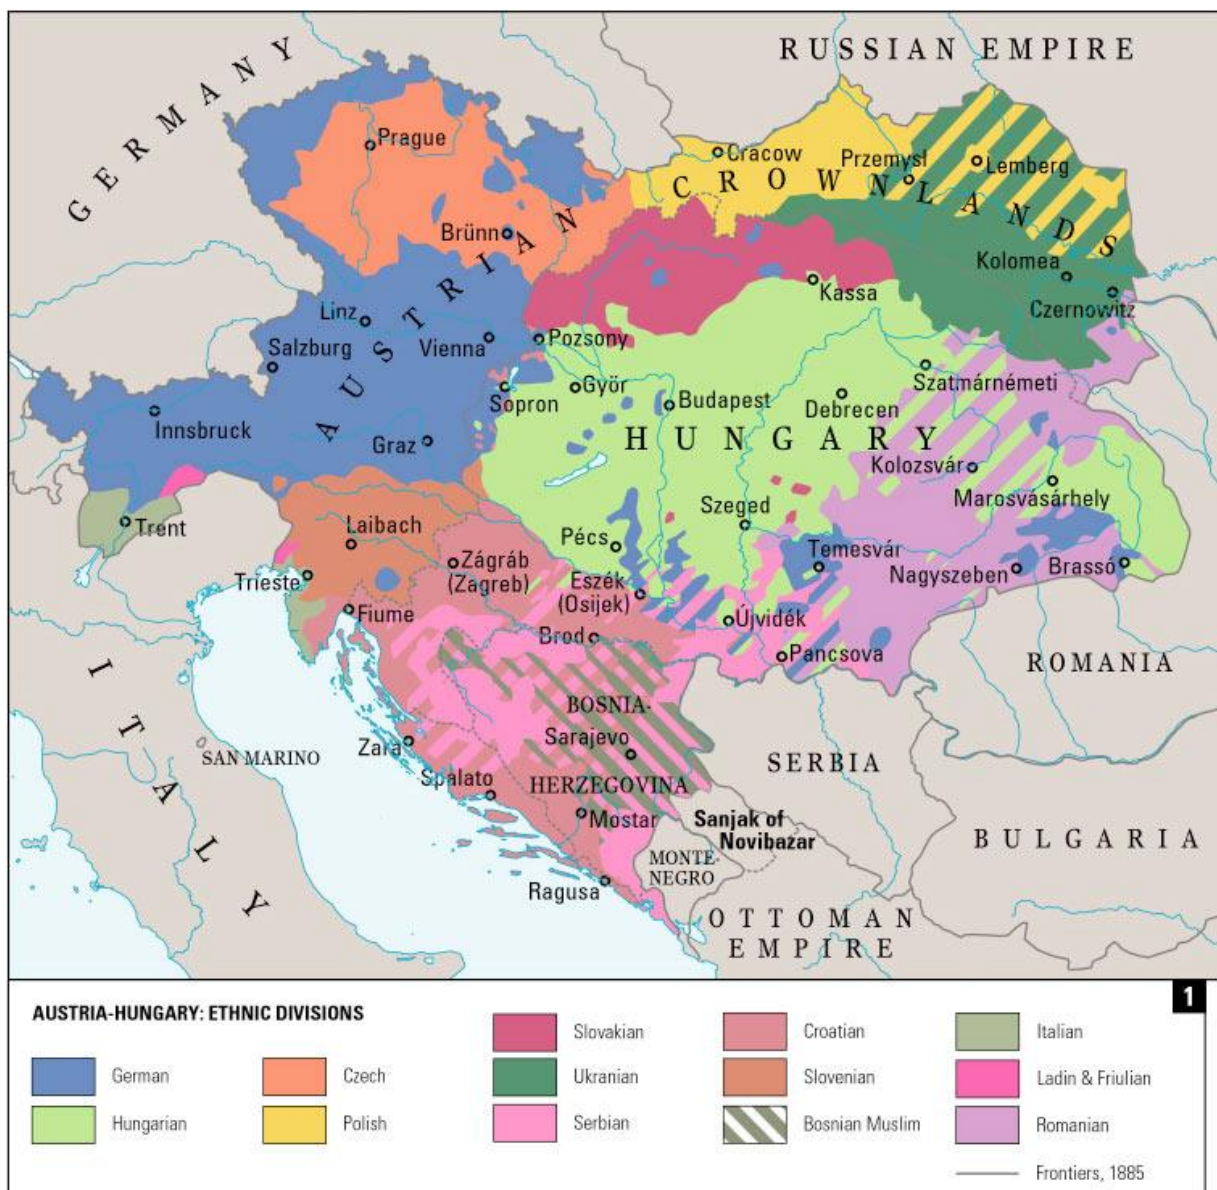 RUSSIAN EMPIRE
GERMANY
Prague
Cracow
Przemyśl
Lemberg
CROWNLANDS
Brünn
AUSTRIAN
Kolomea
Kassa
Czernowitz
Linz
Vienna
Pozsony
Salzburg
Szatmárnémeti
Sopron
Györ
Budapest
Debrecen
Innsbruck
Graz
HUNGARY
Kolozsvár
Marosvásárhely
Szeged
Trent
Laibach
Pécs
Temesvár
Zágráb
(Zagreb)
Nagyszeben
Brassó
Trieste
Eszék
(Osijek)
Fiume
Újvidék
Brod
Pancsova
ROMANIA
ITALY
BOSNIA-
Sarajevo
Zara
SAN MARINO
SERBIA
Spalato
HERZEGOVINA
Mostar
Sanjak of
Novibazar
BULGARIA
MONTE-
NEGRO
Ragusa
OTTOMAN
EMPIRE
1
AUSTRIA-HUNGARY: ETHNIC DIVISIONS
German
Hungarian
Czech
Polish
Slovakian
Ukranian
Serbian
Croatian
Slovenian
Bosnian Muslim
Italian
Ladin & Friulian
Romanian
Frontiers, 1885